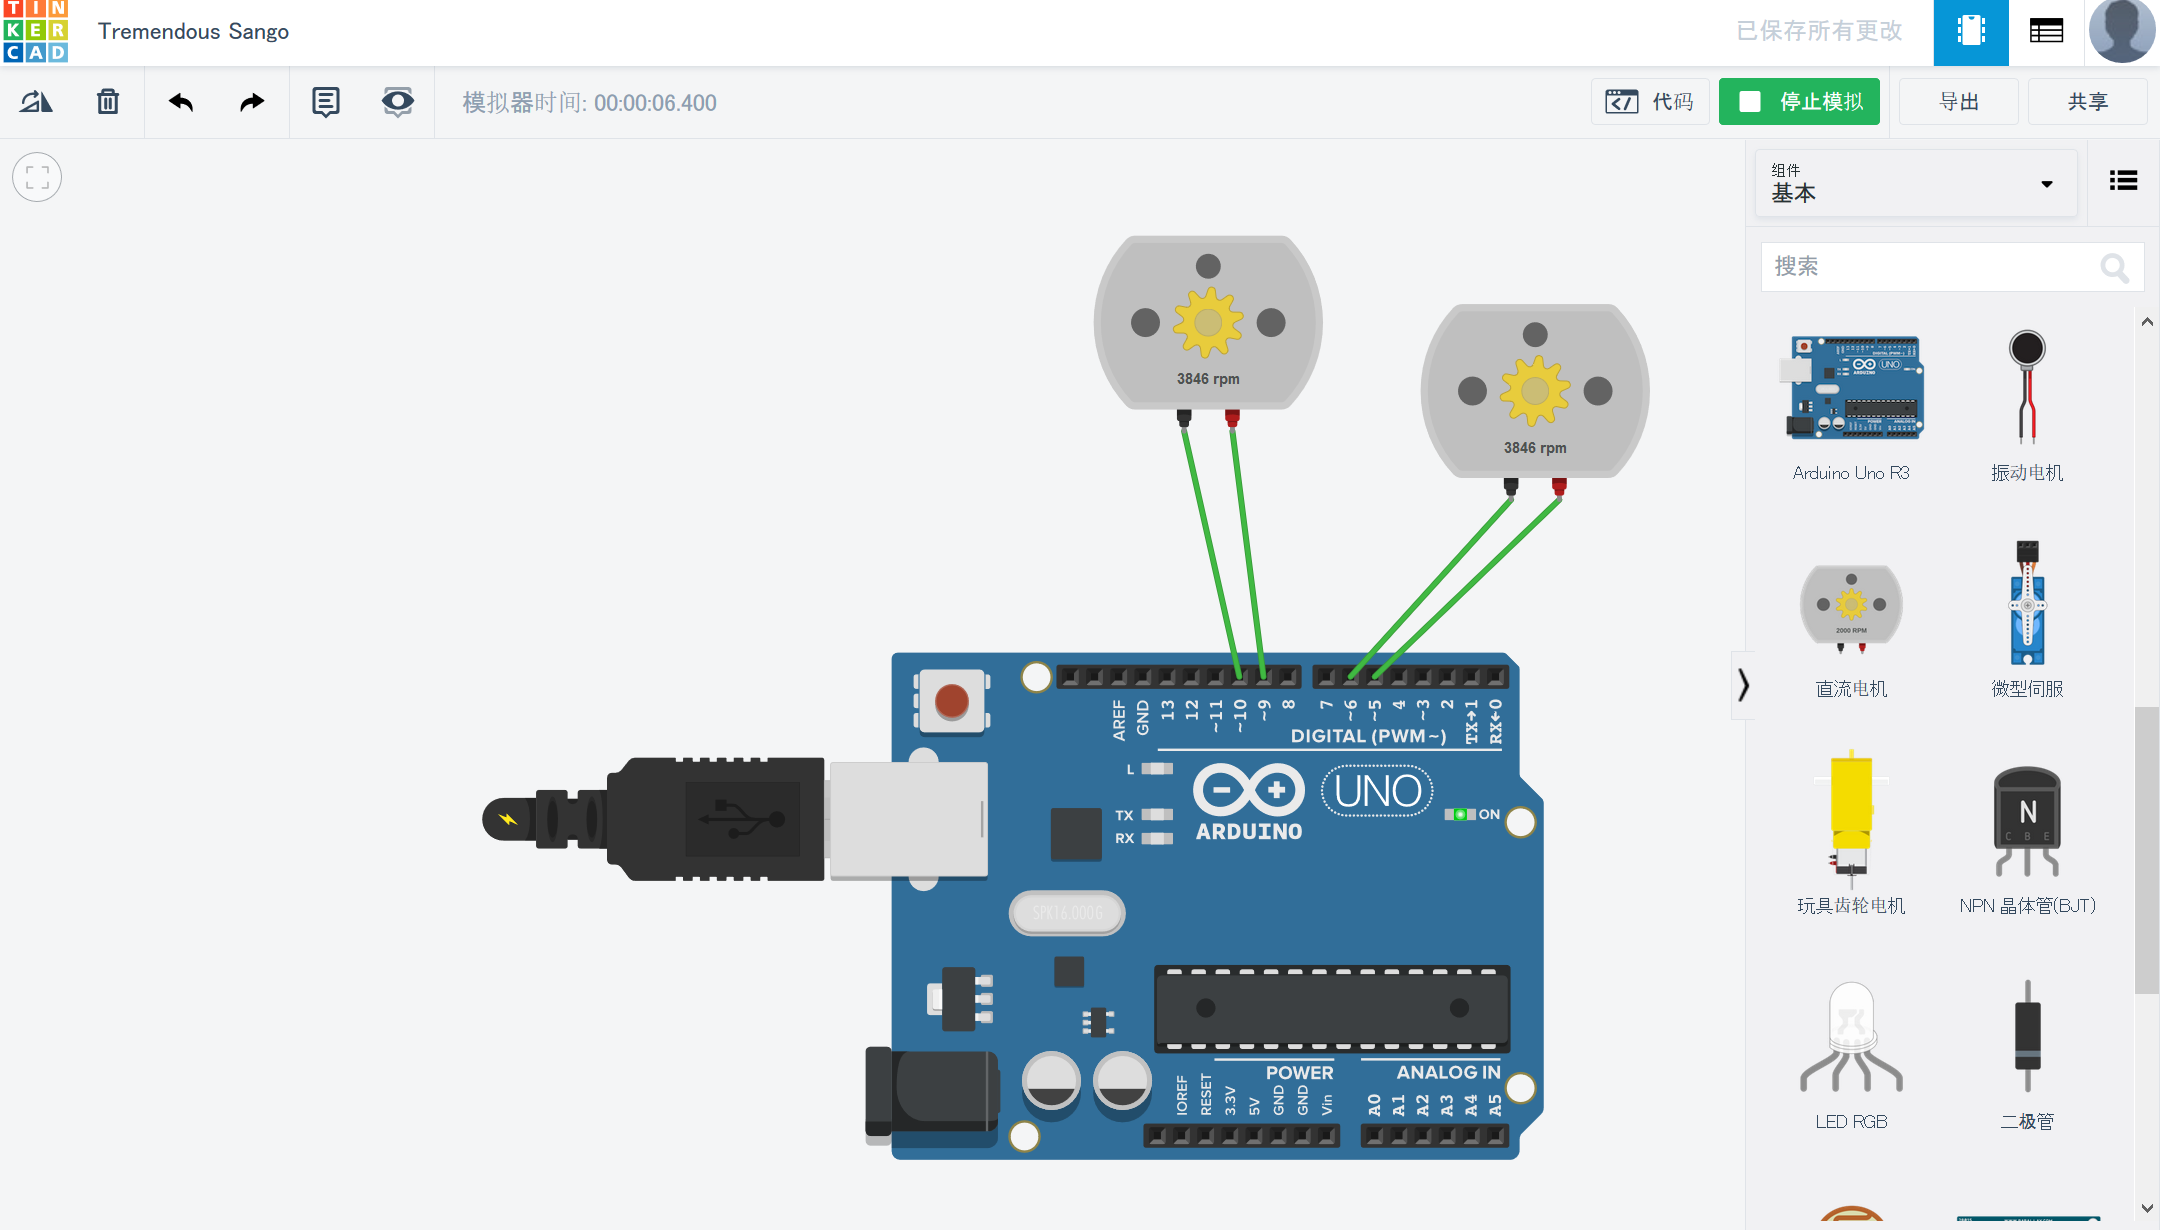 TIN
KER
CAD
Tremendous Sango
已保存所有更改
模拟器时间: 00:00:06.400
代码
停止模拟
导出
共享
组件
基本
搜索
3846 rpm
3846 rpm
Arduino Uno R3
振动电机
2000 RPM
直流电机
微型伺服
玩具齿轮电机
N
C B E
NPN 晶体管(BJT)
LED RGB
二极管
AREF
GND
13
12
~11
~10
~9
8
7
~6
~5
4
~3
2
TX→1
RX←0
DIGITAL (PWM~)
L
TX
RX
ARDUINO
UNO
ON
SPK16.000G
POWER
ANALOG IN
IOREF
RESET
3.3V
5V
GND
GND
Vin
A0
A1
A2
A3
A4
A5